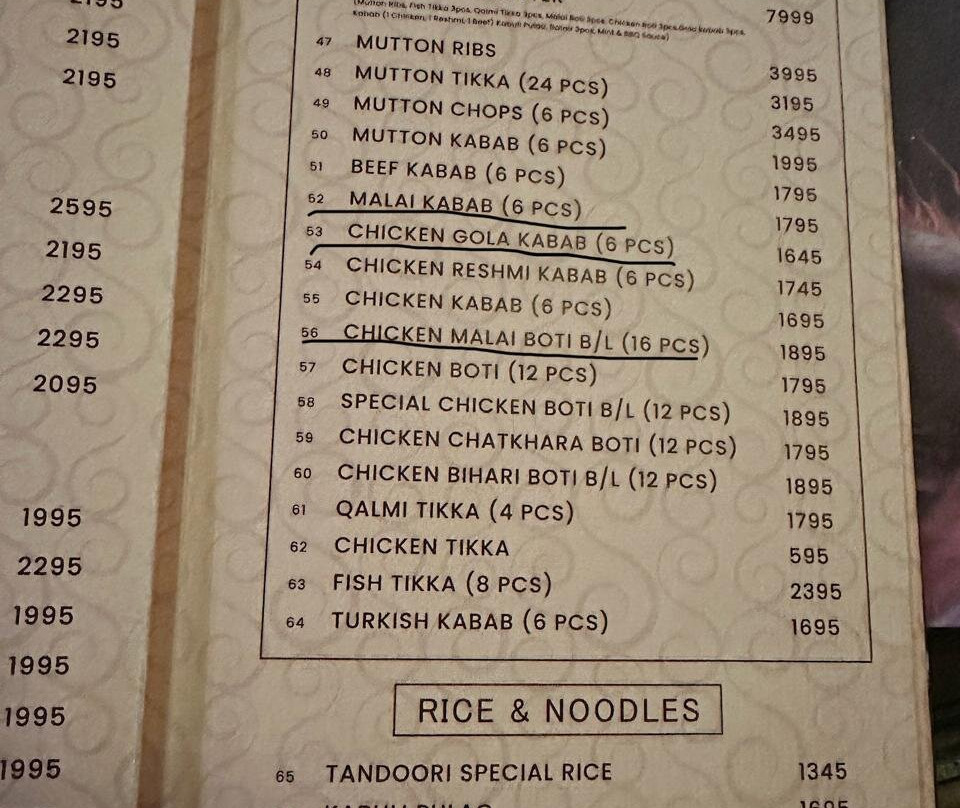 2195
2195
2595
2195
2295
2295
2095
1995
2295
1995
1995
1995
1995
7999
47 MUTTON RIBS 3995
48 MUTTON TIKKA (24 PCS) 3195
49 MUTTON CHOPS (6 PCS) 3495
50 MUTTON KABAB (6 PCS) 1995
51 BEEF KABAB (6 PCS) 1795
52 MALAI KABAB (6 PCS) 1795
53 CHICKEN GOLA KABAB (6 PCS) 1645
54 CHICKEN RESHMI KABAB (6 PCS) 1745
55 CHICKEN KABAB (6 PCS) 1695
56 CHICKEN MALAI BOTI B/L (16 PCS) 1895
57 CHICKEN BOTI (12 PCS) 1795
58 SPECIAL CHICKEN BOTI B/L (12 PCS) 1895
59 CHICKEN CHATKHARA BOTI (12 PCS) 1795
60 CHICKEN BIHARI BOTI B/L (12 PCS) 1895
61 QALMI TIKKA (4 PCS) 1795
62 CHICKEN TIKKA 595
63 FISH TIKKA (8 PCS) 2395
64 TURKISH KABAB (6 PCS) 1695
RICE & NOODLES
65 TANDOORI SPECIAL RICE 1345